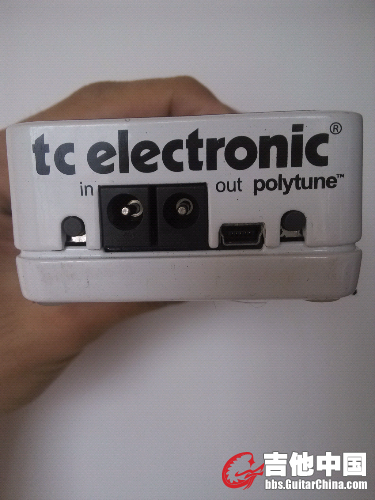 tc electronic®
in out polytune™
吉他中国
bbs.GuitarChina.com